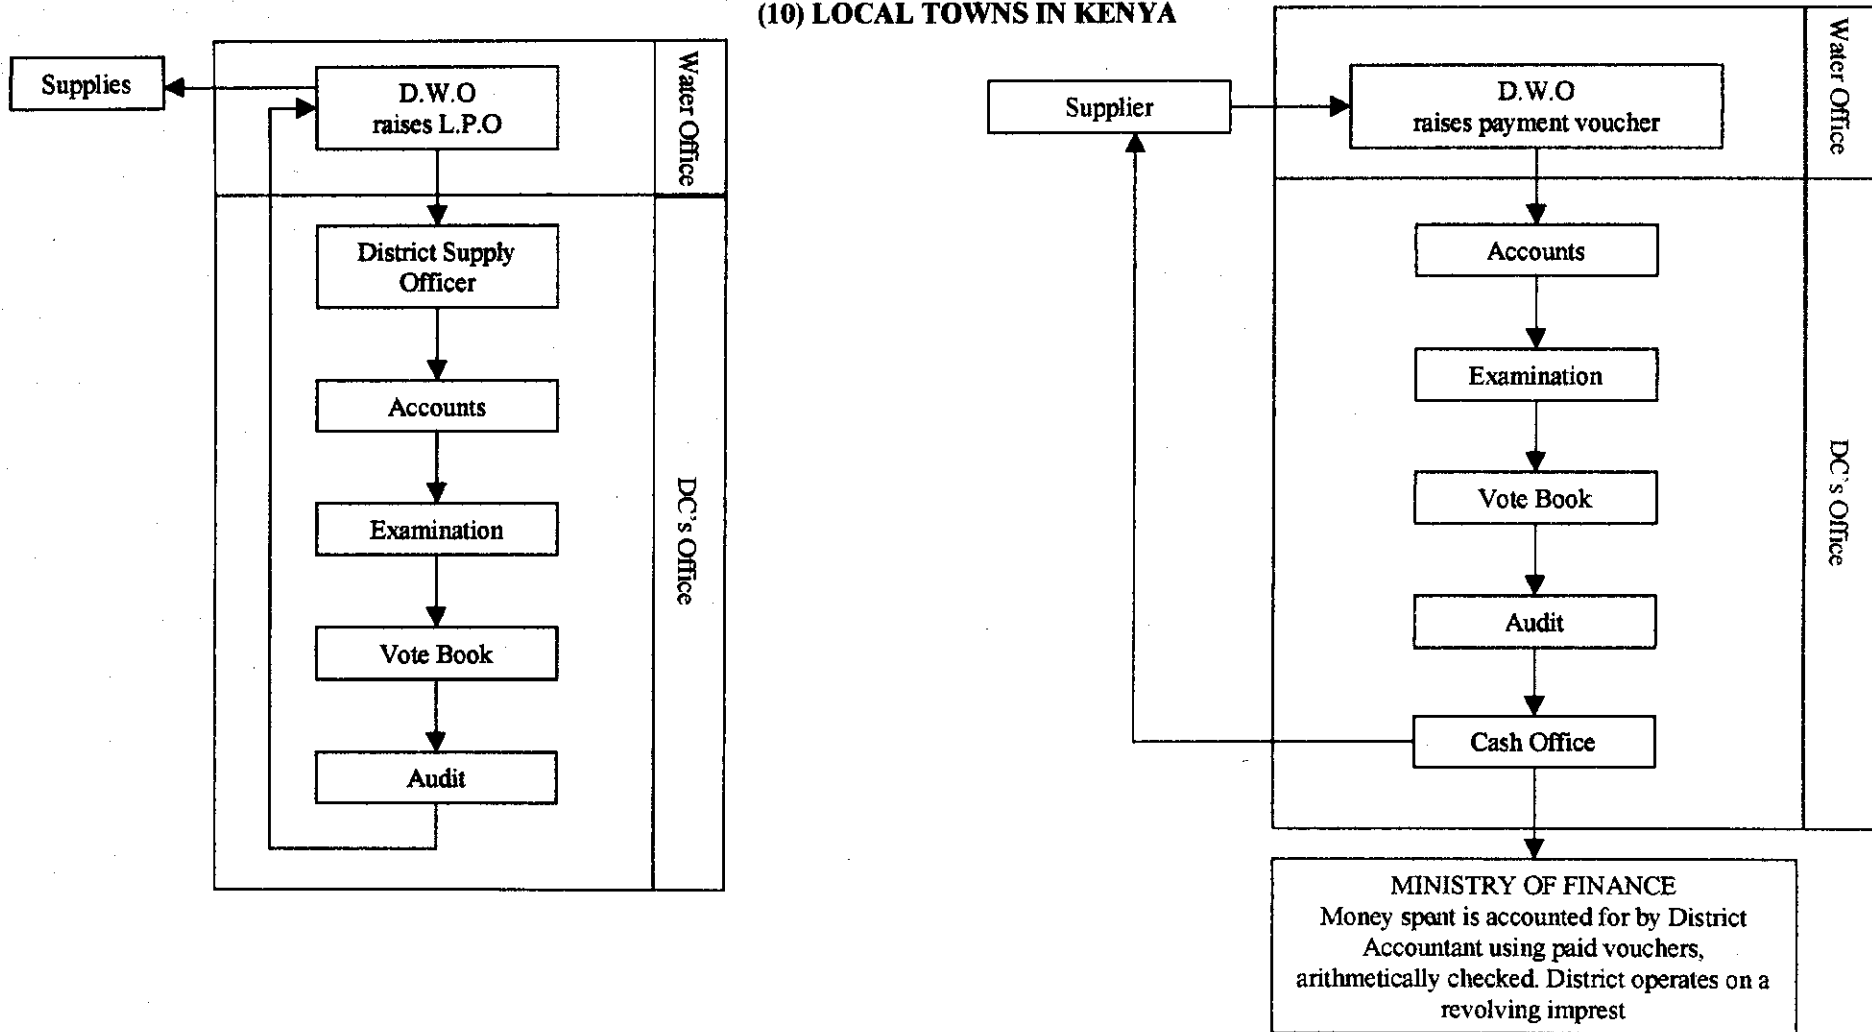 (10) LOCAL TOWNS IN KENYA
Supplies
D.W.O
raises L.P.O
Water Office
District Supply
Officer
Accounts
Examination
Vote Book
Audit
DC's Office
Supplier
D.W.O
raises payment voucher
Water Office
Accounts
Examination
Vote Book
Audit
Cash Office
DC's Office
MINISTRY OF FINANCE
Money spent is accounted for by District
Accountant using paid vouchers,
arithmetically checked. District operates on a
revolving imprest